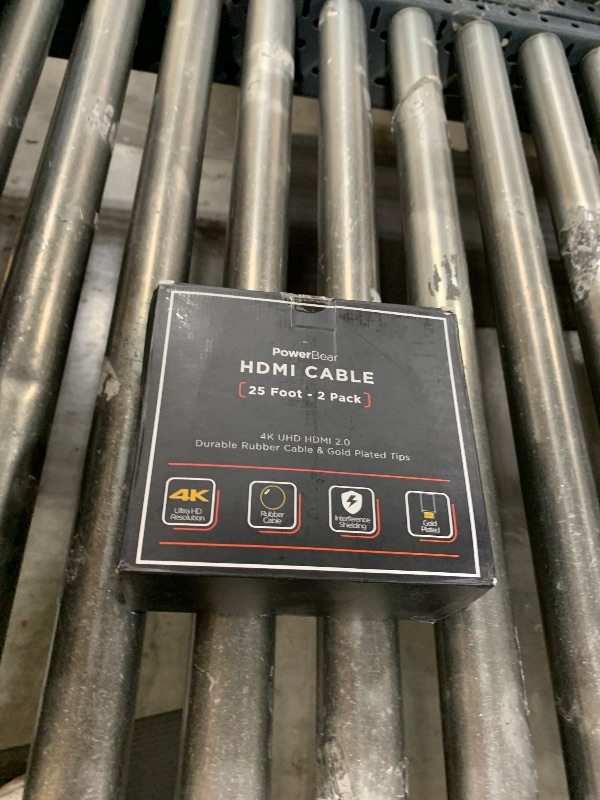 PowerBear
HDMI CABLE
[25 Foot - 2 Pack]
4K UHD HDMI 2.0
Durable Rubber Cable & Gold Plated Tips
4K
Ultra HD
Resolution
Rubber
Cable
Interference
Shielding
Gold
Plated